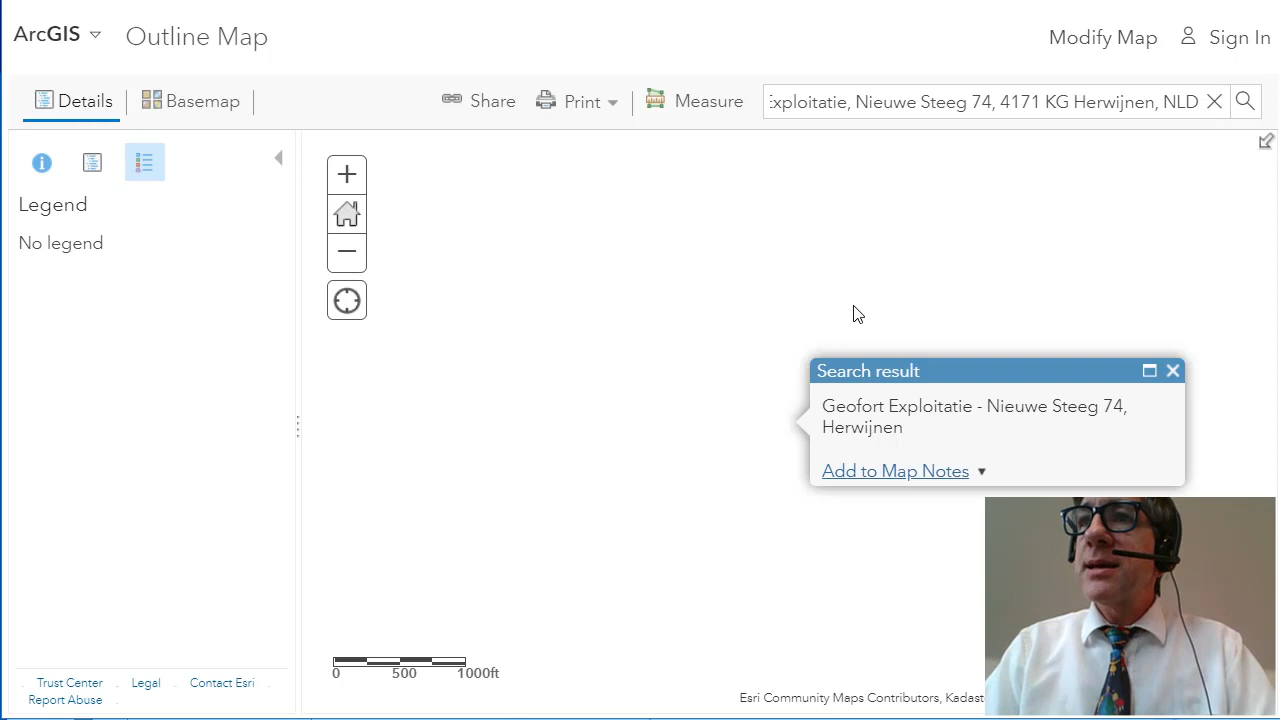 ArcGIS
Outline Map
Modify Map
Sign In
Details
Basemap
Share
Print
Measure
Exploitatie, Nieuwe Steeg 74, 4171 KG Herwijnen, NLD
Legend
No legend
Search result
Geofort Exploitatie - Nieuwe Steeg 74,
Herwijnen
Add to Map Notes
0 500 1000ft
Trust Center
Legal
Contact Esri
Report Abuse
Esri Community Maps Contributors, Kadast